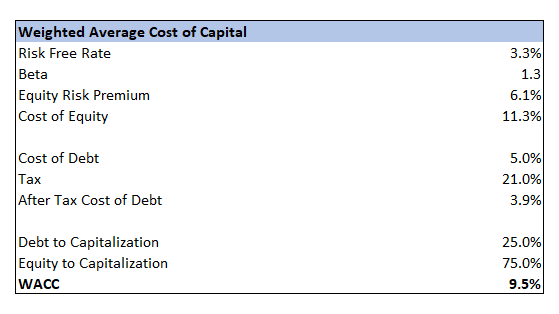 Weighted Average Cost of Capital
Risk Free Rate 3.3%
Beta 1.3
Equity Risk Premium 6.1%
Cost of Equity 11.3%
Cost of Debt 5.0%
Tax 21.0%
After Tax Cost of Debt 3.9%
Debt to Capitalization 25.0%
Equity to Capitalization 75.0%
WACC 9.5%